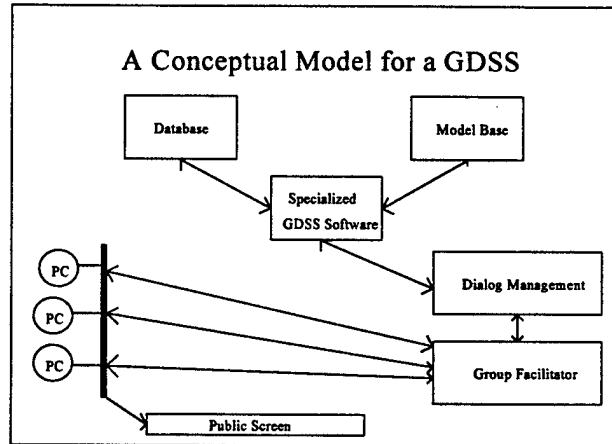 A Conceptual Model for a GDSS
Database
Model Base
Specialized
GDSS Software
PC
Dialog Management
PC
PC
Group Facilitator
Public Screen